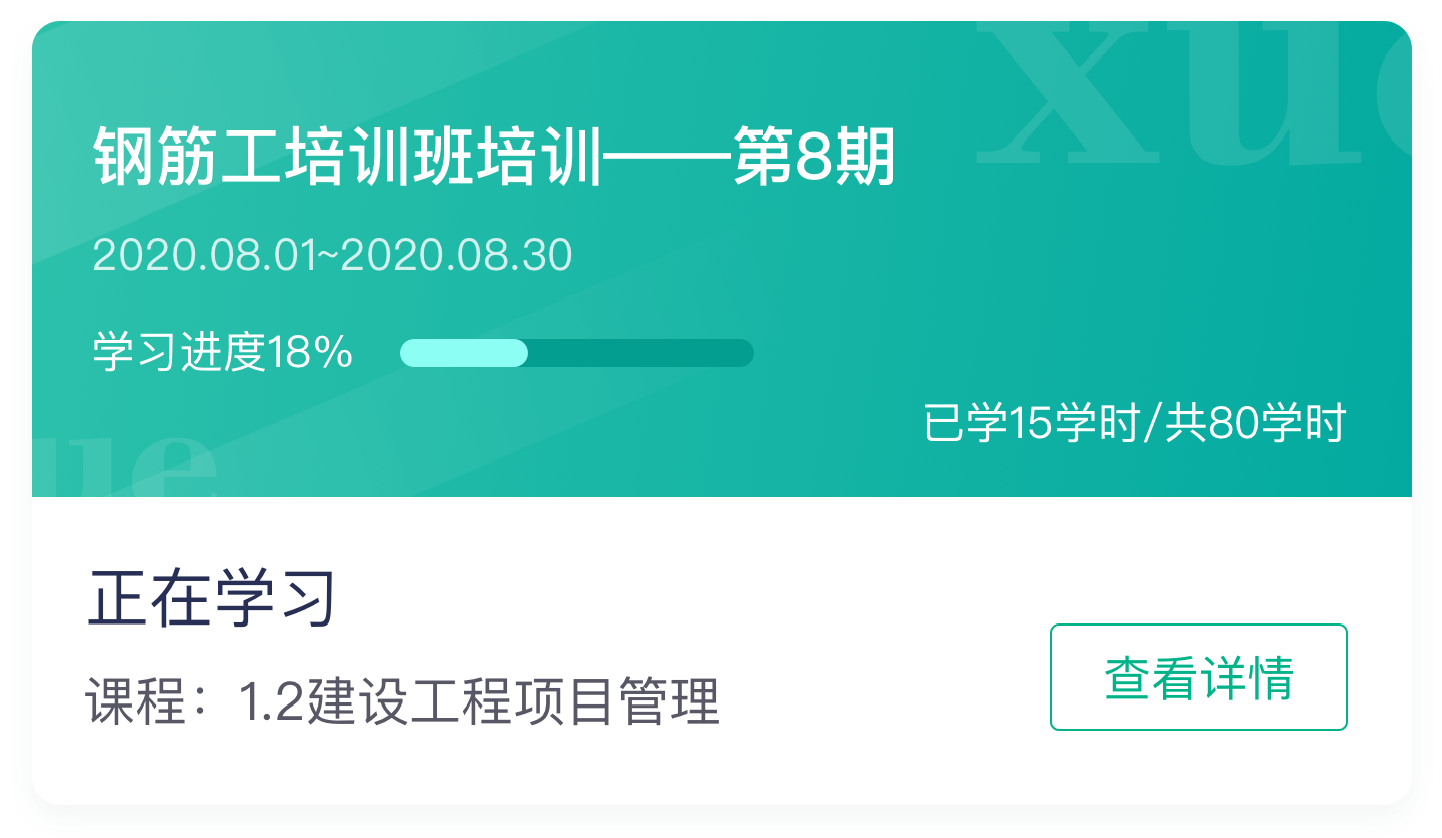 xue
钢筋工培训班培训——第8期
2020.08.01~2020.08.30
学习进度18%
已学15学时/共80学时
ue
正在学习
课程：1.2建设工程项目管理
查看详情